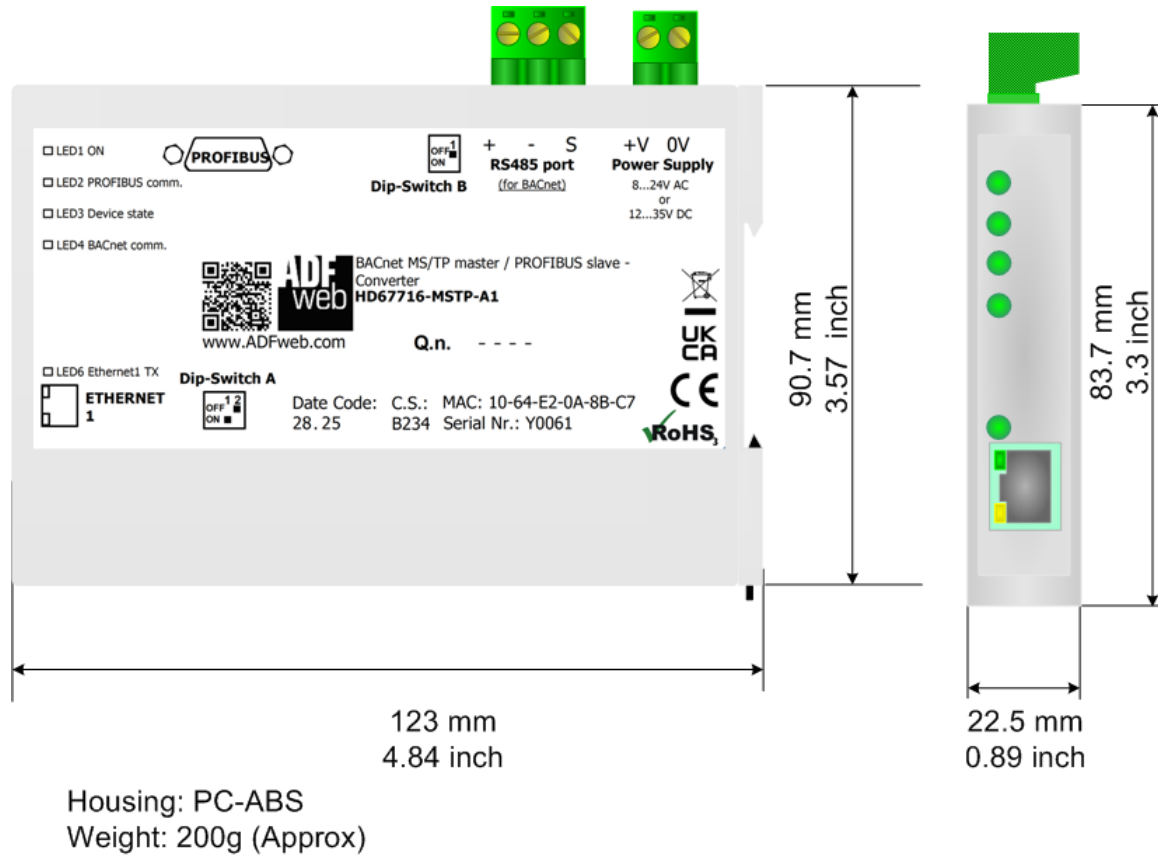 LED1 ON
PROFIBUS
LED2 PROFIBUS comm.
LED3 Device state
LED4 BACnet comm.
OFF 1
ON
Dip-Switch B
+ - S
RS485 port
(for BACnet)
+V 0V
Power Supply
8...24V AC
or
12...35V DC
ADF
web
BACnet MS/TP master / PROFIBUS slave -
Converter
HD67716-MSTP-A1
www.ADFweb.com
Q.n. - - - -
UK
CA
CE
RoHS 3
LED6 Ethernet1 TX
ETHERNET
1
Dip-Switch A
OFF 1 2
ON
Date Code: C.S.: MAC: 10-64-E2-0A-8B-C7
28.25 B234 Serial Nr.: Y0061
90.7 mm
3.57 inch
83.7 mm
3.3 inch
123 mm
4.84 inch
22.5 mm
0.89 inch
Housing: PC-ABS
Weight: 200g (Approx)